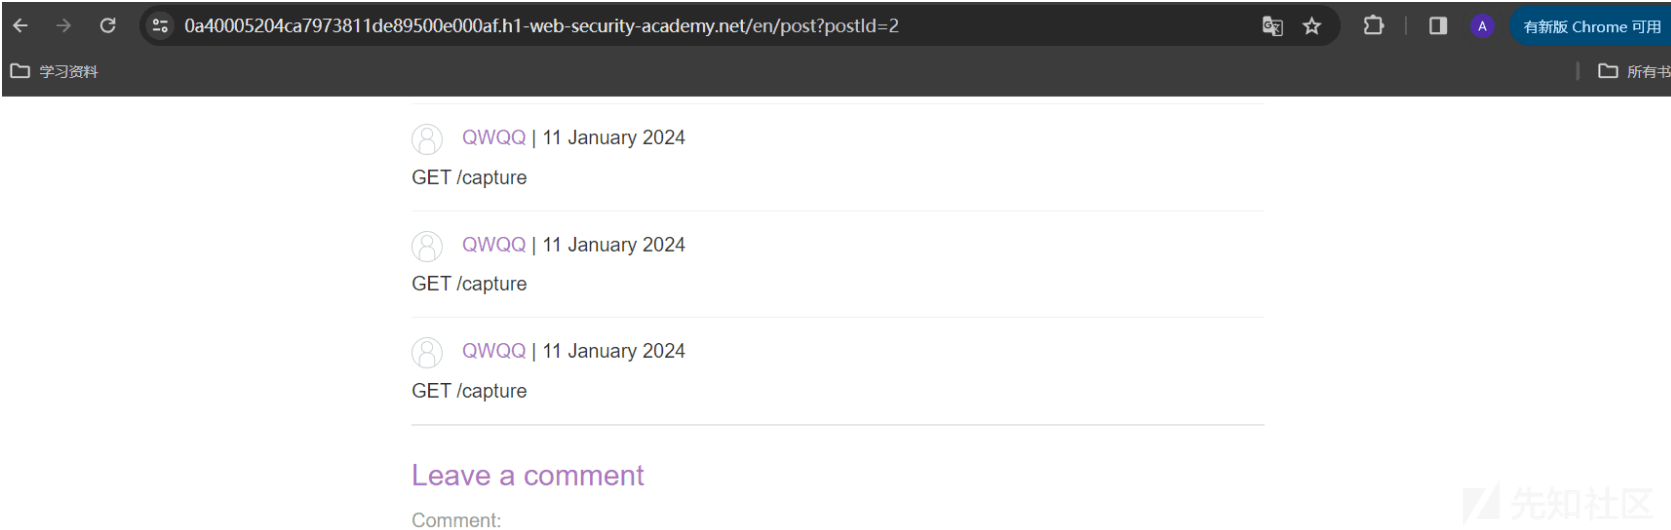 0a40005204ca7973811de89500e000af.h1-web-security-academy.net/en/post?postId=2
A
有新版 Chrome 可用
学习资料
所有书
QWQQ | 11 January 2024
GET /capture
QWQQ | 11 January 2024
GET /capture
QWQQ | 11 January 2024
GET /capture
Leave a comment
Comment:
先知社区